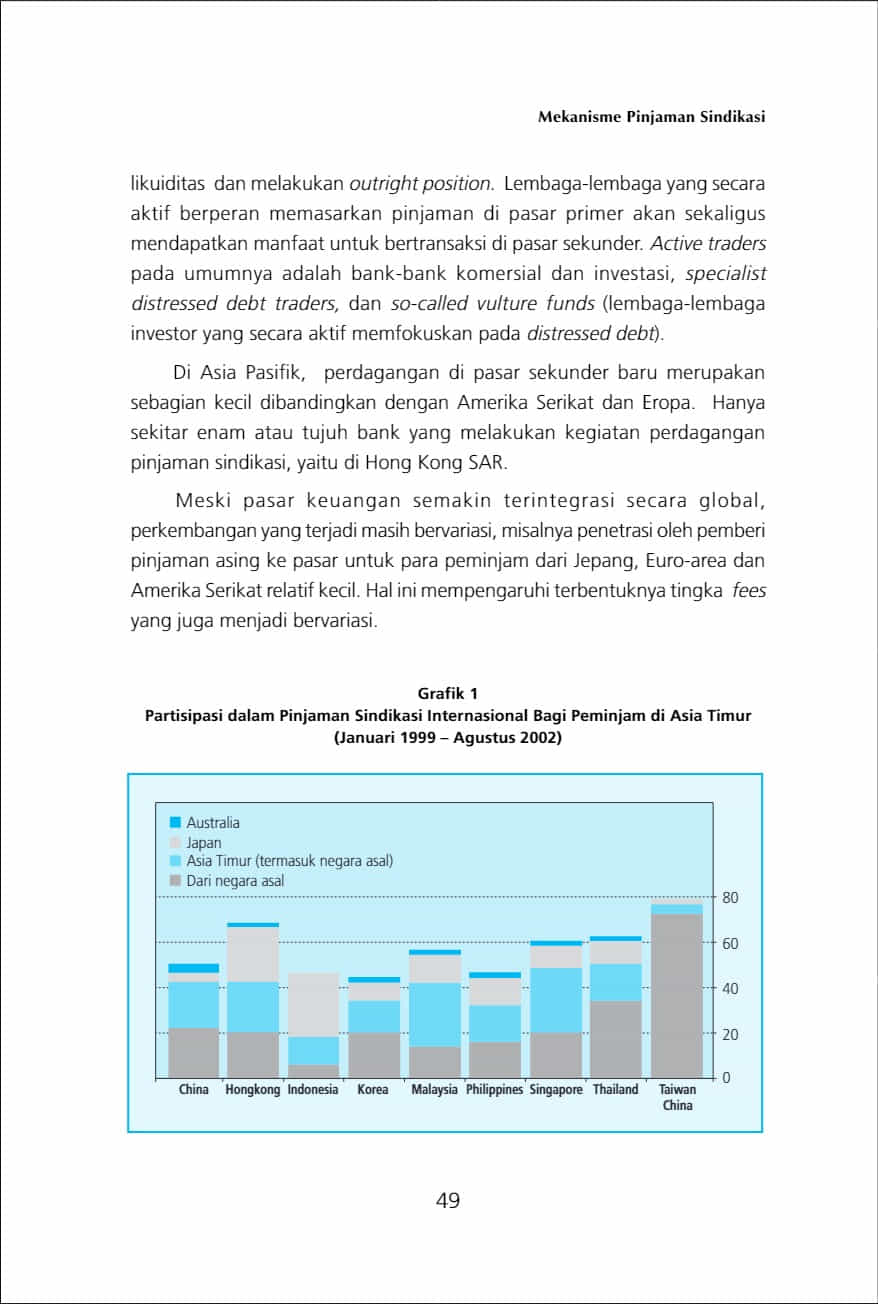 Mekanisme Pinjaman Sindikasi
likuiditas dan melakukan outright position. Lembaga-lembaga yang secara
aktif berperan memasarkan pinjaman di pasar primer akan sekaligus
mendapatkan manfaat untuk bertransaksi di pasar sekunder. Active traders
pada umumnya adalah bank-bank komersial dan investasi, specialist
distressed debt traders, dan so-called vulture funds (lembaga-lembaga
investor yang secara aktif memfokuskan pada distressed debt).
Di Asia Pasifik, perdagangan di pasar sekunder baru merupakan
sebagian kecil dibandingkan dengan Amerika Serikat dan Eropa. Hanya
sekitar enam atau tujuh bank yang melakukan kegiatan perdagangan
pinjaman sindikasi, yaitu di Hong Kong SAR.
Meski pasar keuangan semakin terintegrasi secara global,
perkembangan yang terjadi masih bervariasi, misalnya penetrasi oleh pemberi
pinjaman asing ke pasar untuk para peminjam dari Jepang, Euro-area dan
Amerika Serikat relatif kecil. Hal ini mempengaruhi terbentuknya tingka fees
yang juga menjadi bervariasi.
Grafik 1
Partisipasi dalam Pinjaman Sindikasi Internasional Bagi Peminjam di Asia Timur
(Januari 1999 – Agustus 2002)
Australia
Japan
Asia Timur (termasuk negara asal)
Dari negara asal
80
60
40
20
0
China Hongkong Indonesia Korea Malaysia Philippines Singapore Thailand Taiwan
China
49